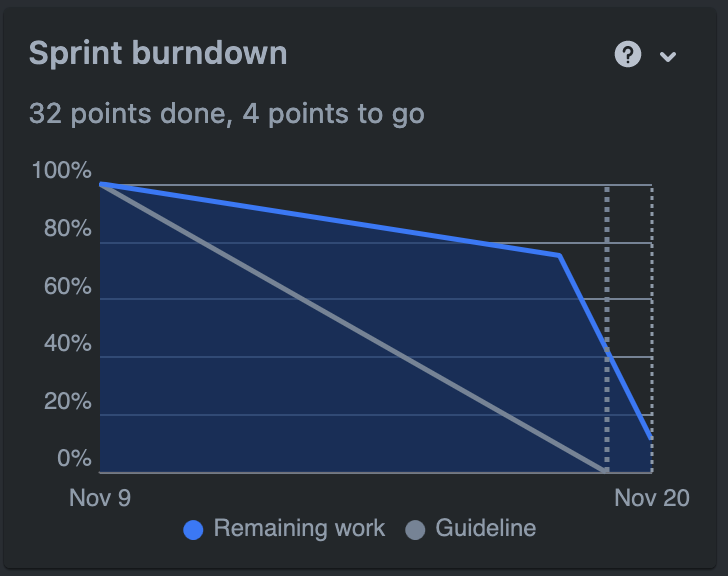 Sprint burndown
?
32 points done, 4 points to go
100%
80%
60%
40%
20%
0%
Nov 9
Nov 20
Remaining work
Guideline